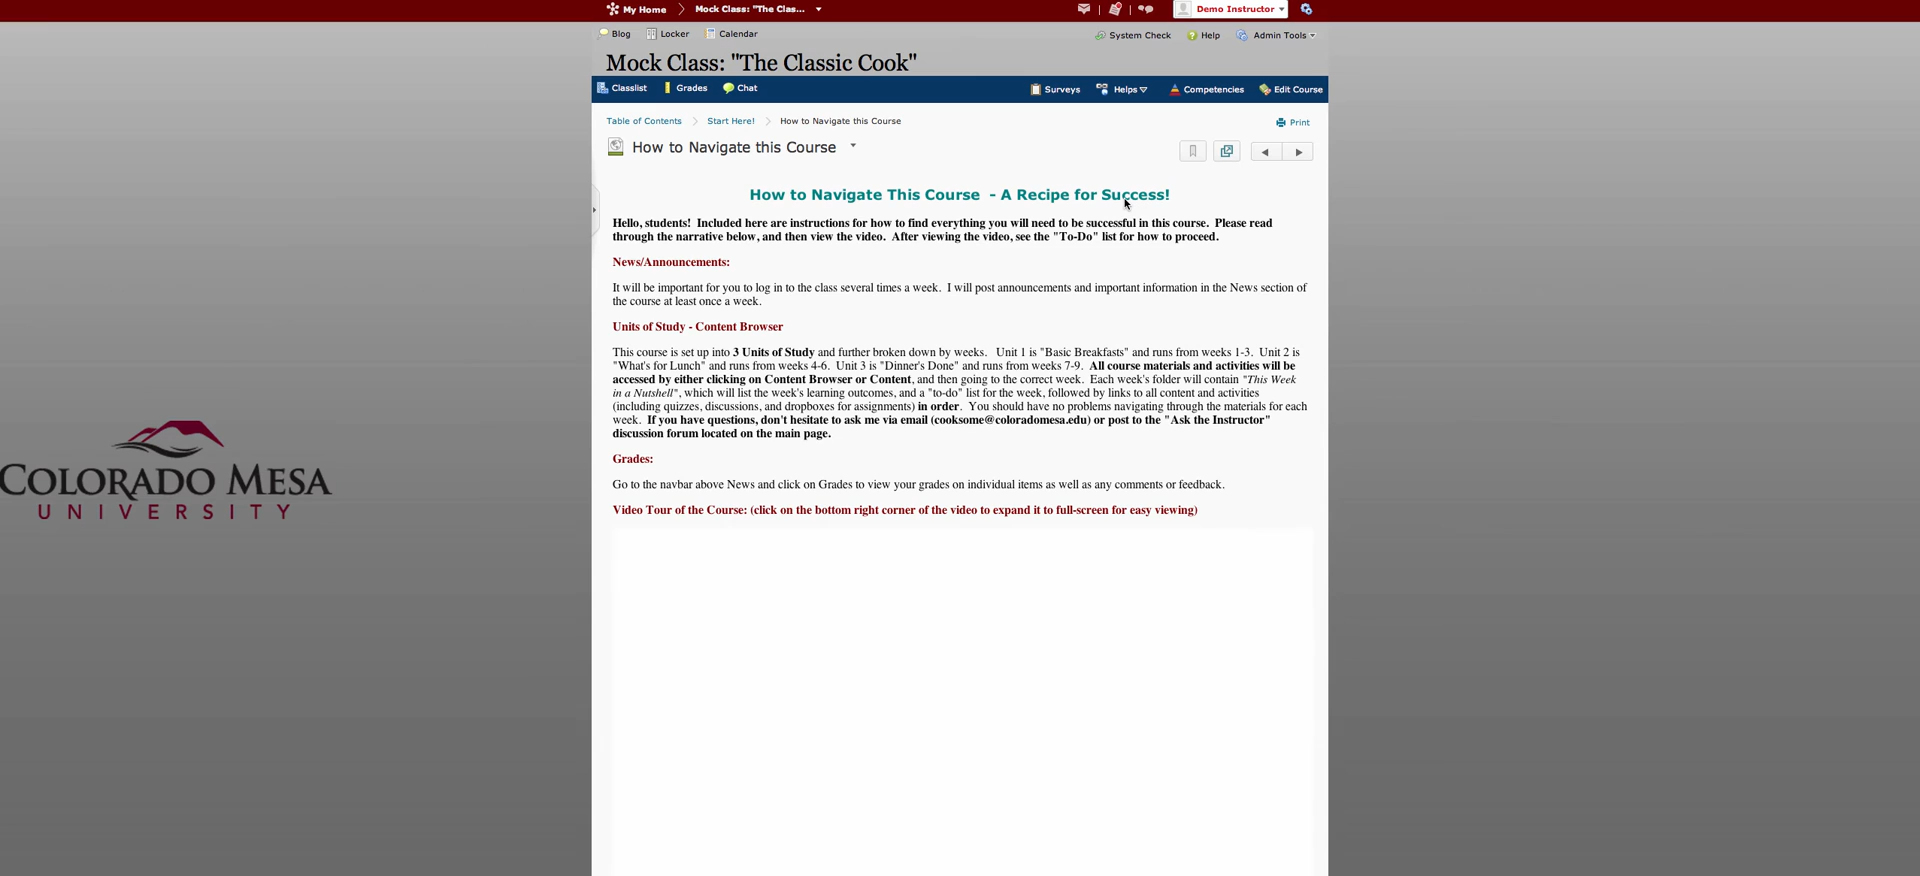 My Home Mock Class: "The Clas... Demo Instructor
Blog Locker Calendar System Check Help Admin Tools
Mock Class: "The Classic Cook"
Classlist Grades Chat Surveys Helps Competencies Edit Course
Table of Contents Start Here! How to Navigate this Course Print
How to Navigate this Course
How to Navigate This Course - A Recipe for Success!
Hello, students! Included here are instructions for how to find everything you will need to be successful in this course. Please read
through the narrative below, and then view the video. After viewing the video, see the "To-Do" list for how to proceed.
News/Announcements:
It will be important for you to log in to the class several times a week. I will post announcements and important information in the News section of
the course at least once a week.
Units of Study - Content Browser
This course is set up into 3 Units of Study and further broken down by weeks. Unit 1 is "Basic Breakfasts" and runs from weeks 1-3. Unit 2 is
"What's for Lunch" and runs from weeks 4-6. Unit 3 is "Dinner's Done" and runs from weeks 7-9. All course materials and activities will be
accessed by either clicking on Content Browser or Content, and then going to the correct week. Each week's folder will contain "This Week
in a Nutshell", which will list the week's learning outcomes, and a "to-do" list for the week, followed by links to all content and activities
(including quizzes, discussions, and dropboxes for assignments) in order. You should have no problems navigating through the materials for each
week. If you have questions, don't hesitate to ask me via email (cooksome@coloradomesa.edu) or post to the "Ask the Instructor"
discussion forum located on the main page.
Grades:
Go to the navbar above News and click on Grades to view your grades on individual items as well as any comments or feedback.
Video Tour of the Course: (click on the bottom right corner of the video to expand it to full-screen for easy viewing)
COLORADO MESA
UNIVERSITY